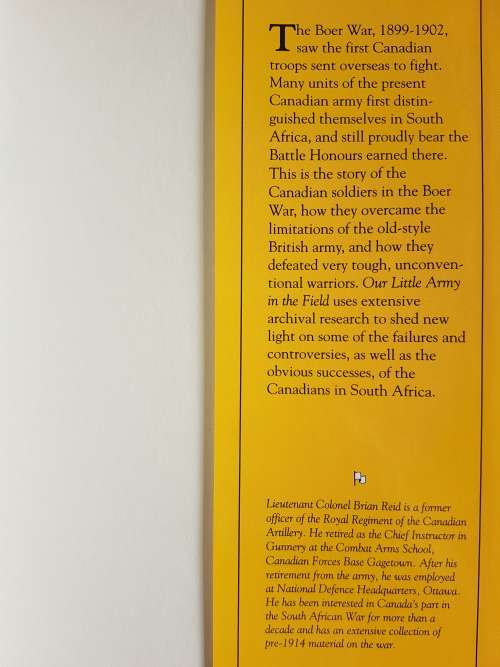 The Boer War, 1899-1902,
saw the first Canadian
troops sent overseas to fight.
Many units of the present
Canadian army first distin-
guished themselves in South
Africa, and still proudly bear the
Battle Honours earned there.
This is the story of the
Canadian soldiers in the Boer
War, how they overcame the
limitations of the old-style
British army, and how they
defeated very tough, unconven-
tional warriors. Our Little Army
in the Field uses extensive
archival research to shed new
light on some of the failures and
controversies, as well as the
obvious successes, of the
Canadians in South Africa.
Lieutenant Colonel Brian Reid is a former
officer of the Royal Regiment of the Canadian
Artillery. He retired as the Chief Instructor in
Gunnery at the Combat Arms School,
Canadian Forces Base Gagetown. After his
retirement from the army, he was employed
at National Defence Headquarters, Ottawa.
He has been interested in Canada's part in
the South African War for more than a
decade and has an extensive collection of
pre-1914 material on the war.